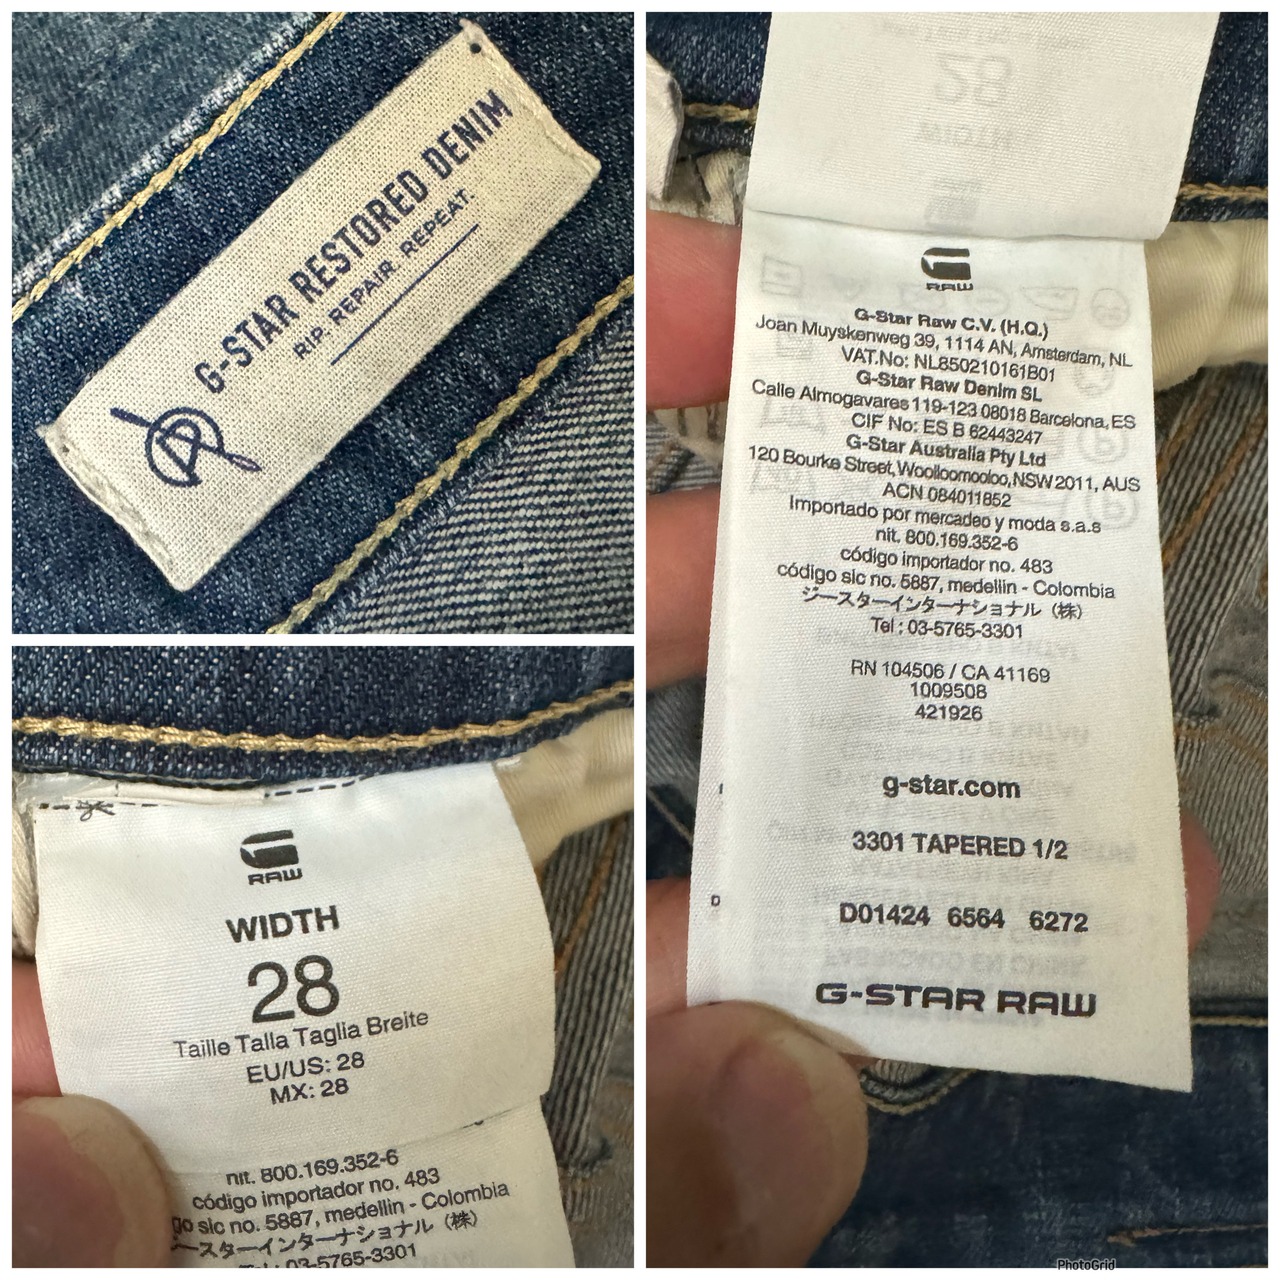 G-STAR RESTORED DENIM
RIP. REPAIR. REPEAT.
RAW
WIDTH
28
Taille Talla Taglia Breite
EU/US: 28
MX: 28
nit. 800.169.352-6
código importador no. 483
go sic no. 5887, medellin - Colombia
ジースターインターナショナル（株）
Tel : 03-5765-3301
28
WIDTH
RAW
G-Star Raw C.V. (H.Q.)
Joan Muyskenweg 39, 1114 AN, Amsterdam, NL
VAT.No: NL850210161B01
G-Star Raw Denim SL
Calle Almogavares 119-123 08018 Barcelona, ES
CIF No: ES B 62443247
G-Star Australia Pty Ltd
120 Bourke Street, Woolloomooloo, NSW 2011, AUS
ACN 084011852
Importado por mercadeo y moda s.a.s
nit. 800.169.352-6
código importador no. 483
código sic no. 5887, medellin - Colombia
ジースターインターナショナル（株）
Tel : 03-5765-3301
RN 104506 / CA 41169
1009508
421926
g-star.com
3301 TAPERED 1/2
D01424 6564 6272
G-STAR RAW
PhotoGrid